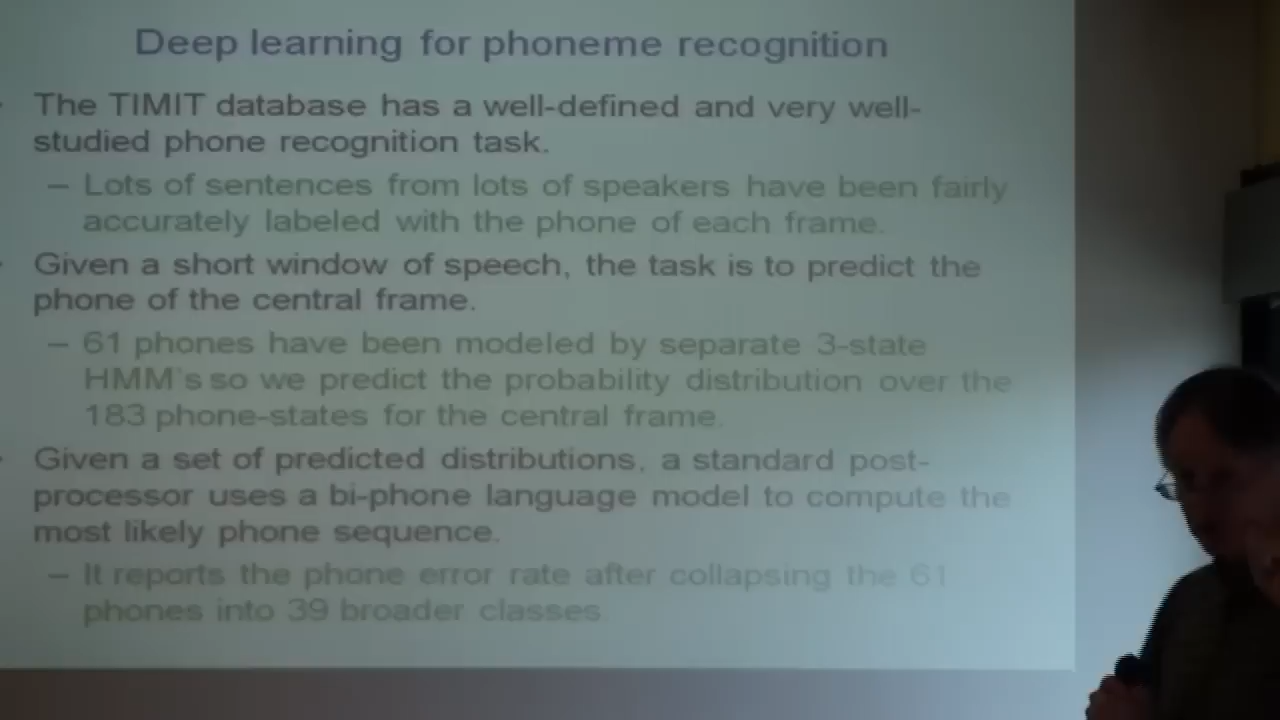 Deep learning for phoneme recognition
The TIMIT database has a well-defined and very well-
studied phone recognition task.
– Lots of sentences from lots of speakers have been fairly
accurately labeled with the phone of each frame.
Given a short window of speech, the task is to predict the
phone of the central frame.
– 61 phones have been modeled by separate 3-state
HMM's so we predict the probability distribution over the
183 phone-states for the central frame.
Given a set of predicted distributions, a standard post-
processor uses a bi-phone language model to compute the
most likely phone sequence.
– It reports the phone error rate after collapsing the 61
phones into 39 broader classes